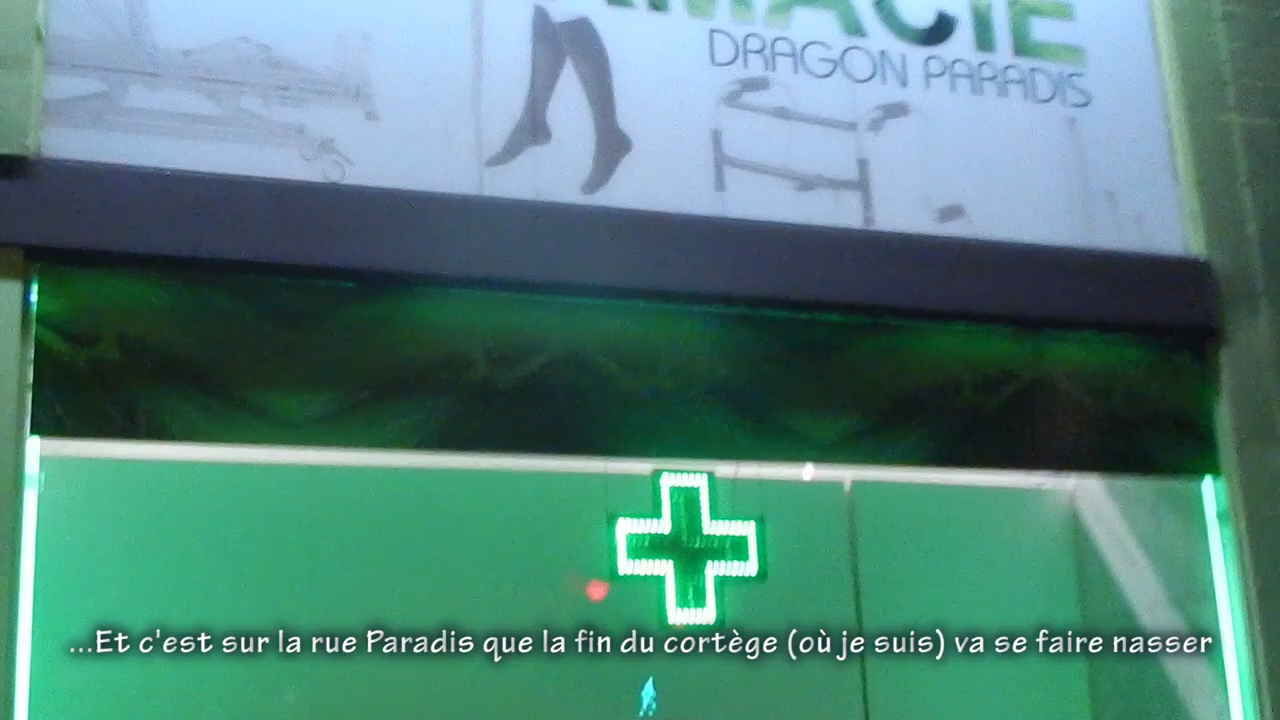 DRAGON PARADIS
...Et c'est sur la rue Paradis que la fin du cortège (où je suis) va se faire nasser